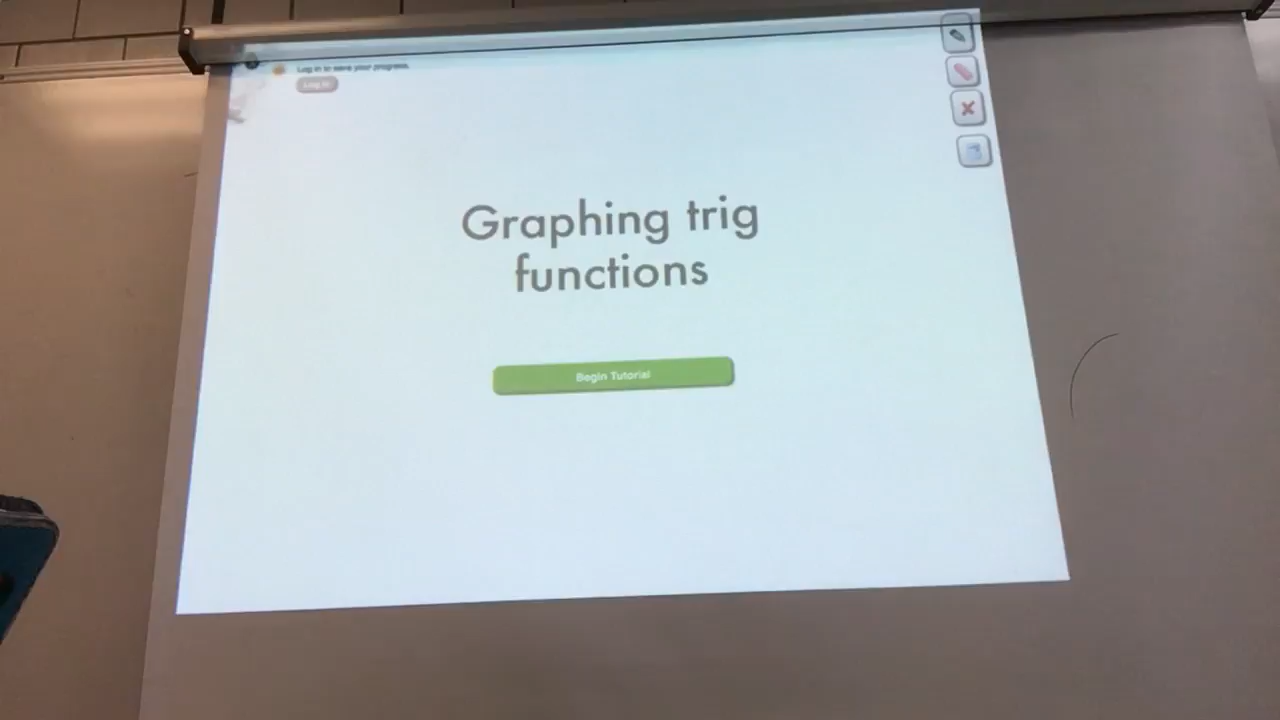 Log in to save your progress.
Log in
Graphing trig
functions
Begin Tutorial